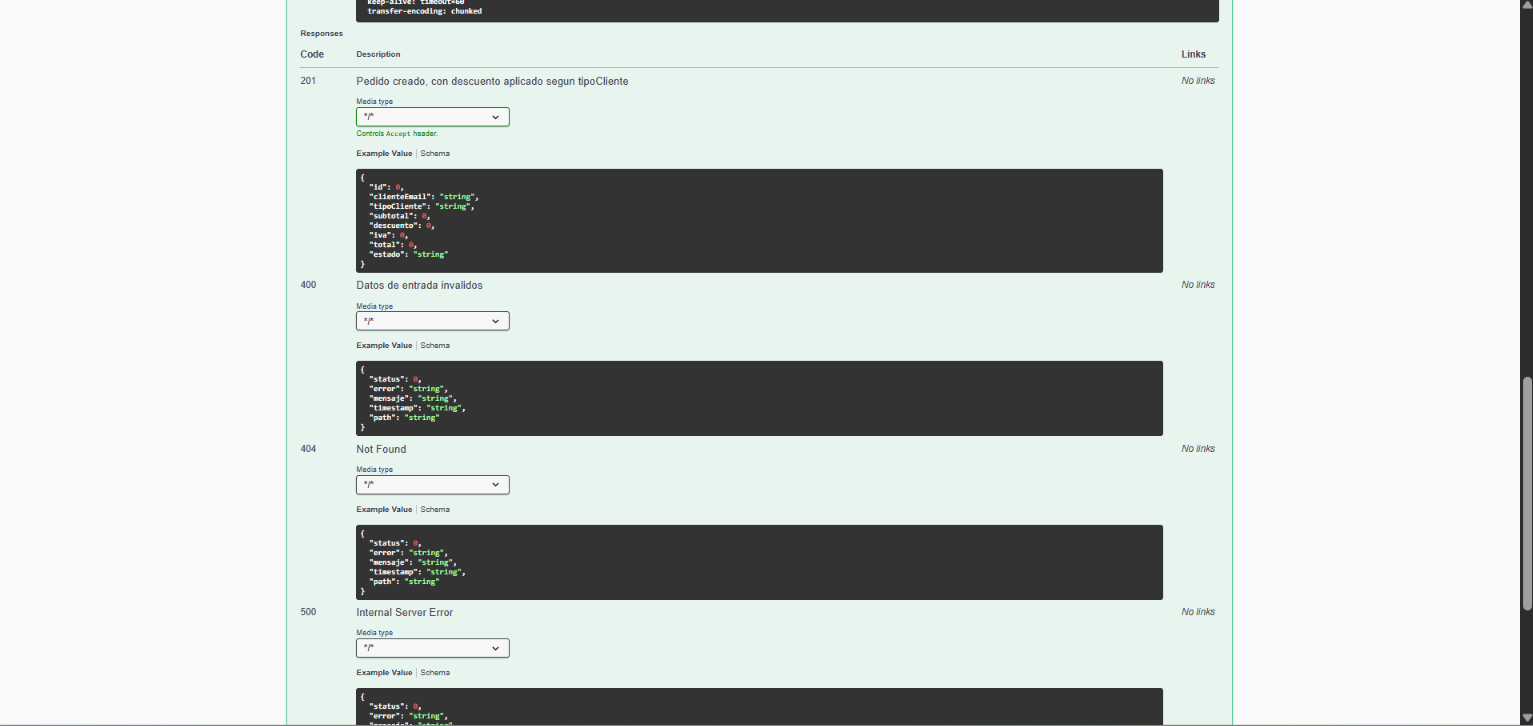 keep-alive: timeout=60
transfer-encoding: chunked
Responses
Code Description Links
201 Pedido creado, con descuento aplicado segun tipoCliente No links
Media type
*/*
Controls Accept header.
Example Value Schema
{
"id": 0,
"clienteEmail": "string",
"tipoCliente": "string",
"subtotal": 0,
"descuento": 0,
"iva": 0,
"total": 0,
"estado": "string"
}
400 Datos de entrada invalidos No links
Media type
*/*
Example Value Schema
{
"status": 0,
"error": "string",
"mensaje": "string",
"timestamp": "string",
"path": "string"
}
404 Not Found No links
Media type
*/*
Example Value Schema
{
"status": 0,
"error": "string",
"mensaje": "string",
"timestamp": "string",
"path": "string"
}
500 Internal Server Error No links
Media type
*/*
Example Value Schema
{
"status": 0,
"error": "string",